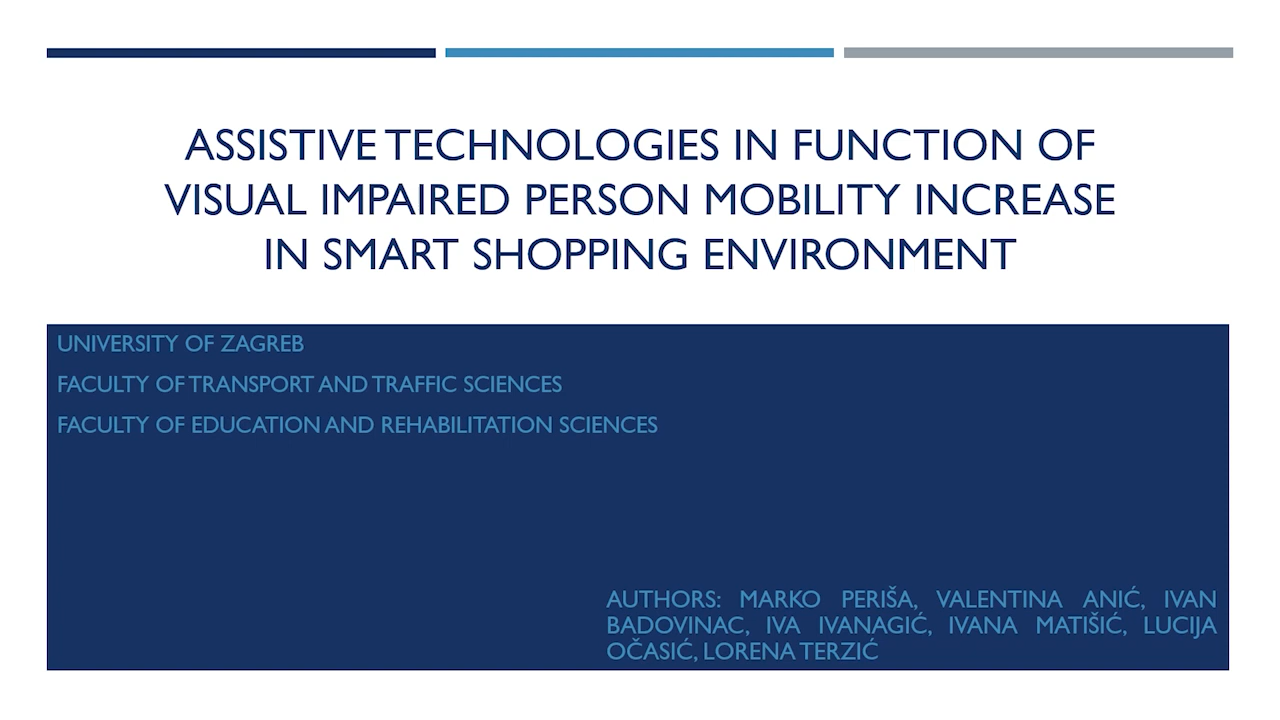 ASSISTIVE TECHNOLOGIES IN FUNCTION OF
VISUAL IMPAIRED PERSON MOBILITY INCREASE
IN SMART SHOPPING ENVIRONMENT
UNIVERSITY OF ZAGREB
FACULTY OF TRANSPORT AND TRAFFIC SCIENCES
FACULTY OF EDUCATION AND REHABILITATION SCIENCES
AUTHORS: MARKO PERIŠA, VALENTINA ANIĆ, IVAN
BADOVINAC, IVA IVANAGIĆ, IVANA MATIŠIĆ, LUCIJA
OČASIĆ, LORENA TERZIĆ